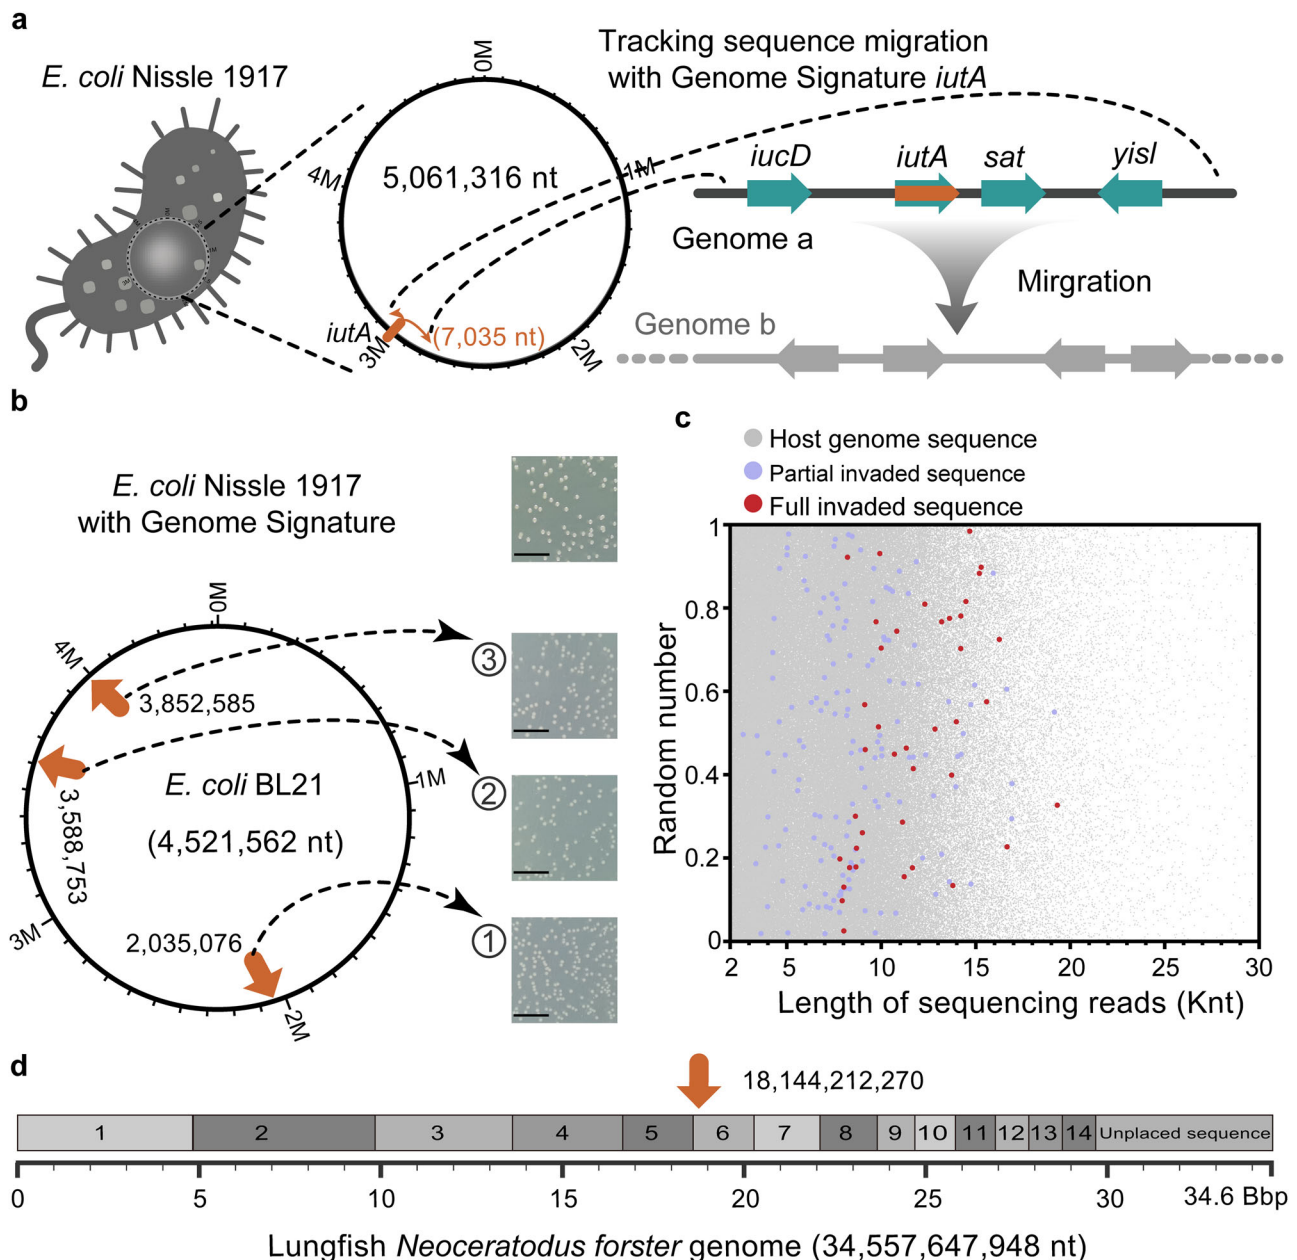 a
E. coli Nissle 1917
Tracking sequence migration
with Genome Signature iutA
0M
1M
2M
3M
4M
5,061,316 nt
iutA
(7,035 nt)
iucD
iutA
sat
yisl
Genome a
Mirgration
Genome b
b
E. coli Nissle 1917
with Genome Signature
0M
1M
2M
3M
4M
3,852,585
3,588,753
2,035,076
E. coli BL21
(4,521,562 nt)
3
2
1
c
Host genome sequence
Partial invaded sequence
Full invaded sequence
Random number
1
0.8
0.6
0.4
0.2
0
2 5 10 15 20 25 30
Length of sequencing reads (Knt)
d
18,144,212,270
1 2 3 4 5 6 7 8 9 10 11 12 13 14 Unplaced sequence
0 5 10 15 20 25 30 34.6 Bbp
Lungfish Neoceratodus forster genome (34,557,647,948 nt)